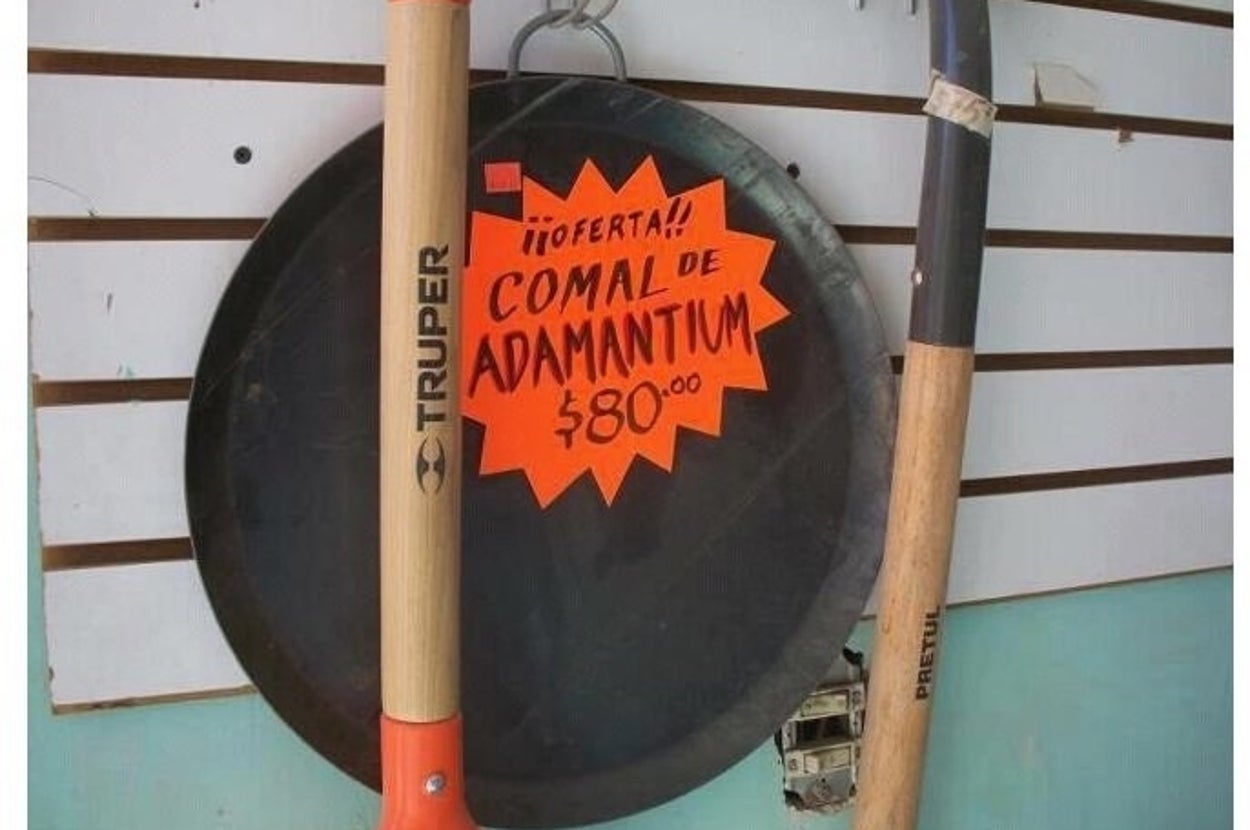 ¡¡OFERTA!!
COMAL DE
ADAMANTIUM
$80.00
TRUPER
PRETUL